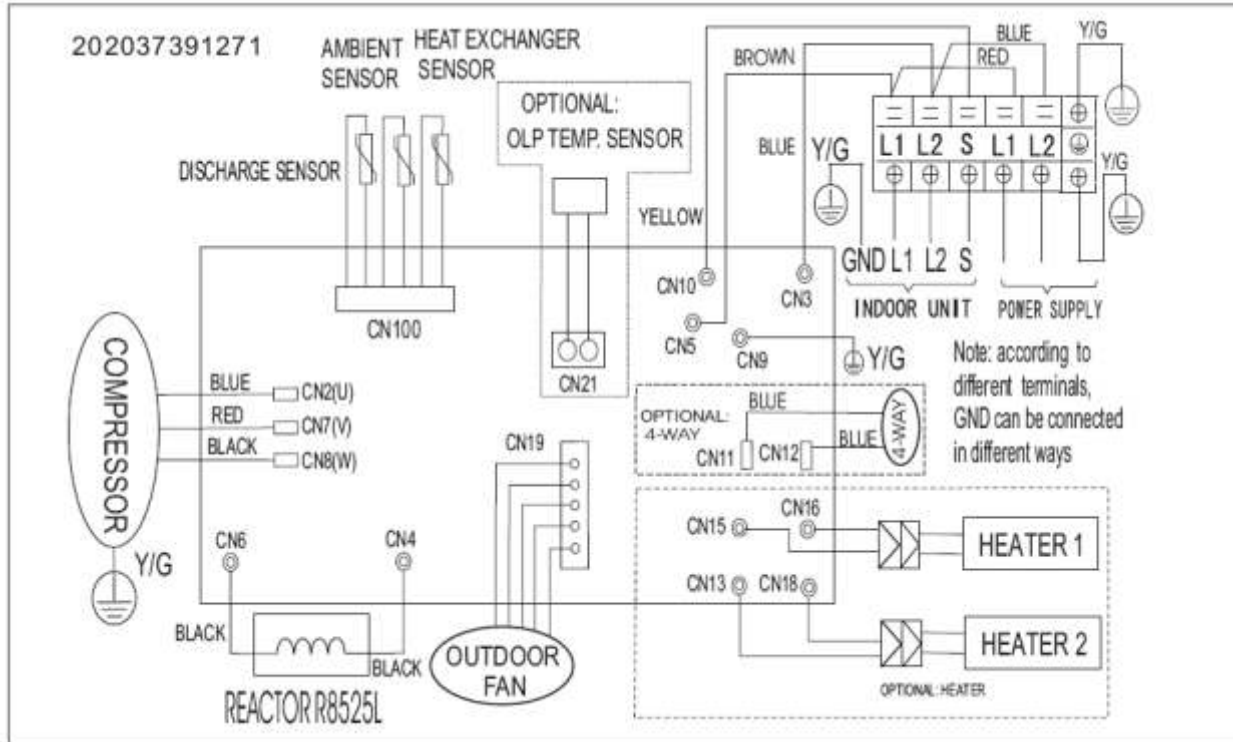 202037391271
AMBIENT
SENSOR
HEAT EXCHANGER
SENSOR
DISCHARGE SENSOR
OPTIONAL:
OLP TEMP. SENSOR
CN21
CN100
BROWN
BLUE
RED
Y/G
BLUE
Y/G
L1 L2 S L1 L2
Y/G
YELLOW
GND L1 L2 S
INDOOR UNIT
POWER SUPPLY
CN10
CN3
CN5
CN9
Y/G
Note: according to
different terminals,
GND can be connected
in different ways
COMPRESSOR
BLUE
CN2(U)
RED
CN7(V)
BLACK
CN8(W)
Y/G
CN19
OPTIONAL:
4-WAY
BLUE
BLUE
CN11
CN12
4-WAY
CN6
CN4
BLACK
BLACK
REACTOR R8525L
OUTDOOR
FAN
CN15
CN16
HEATER 1
CN13
CN18
HEATER 2
OPTIONAL:HEATER